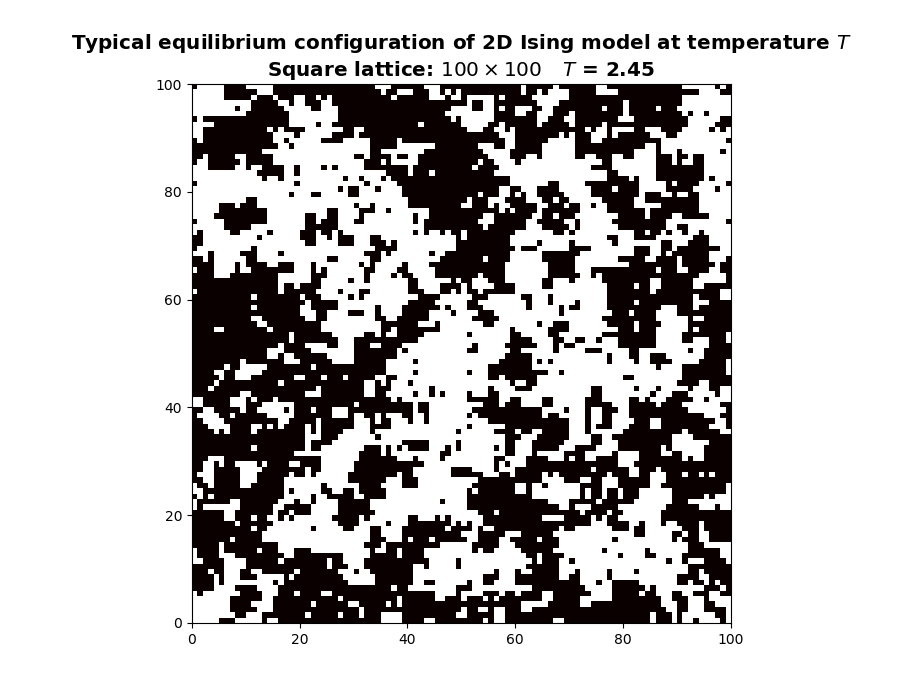 Typical equilibrium configuration of 2D Ising model at temperature T
Square lattice: 100 × 100 T = 2.45
100
80
60
40
20
0
0 20 40 60 80 100